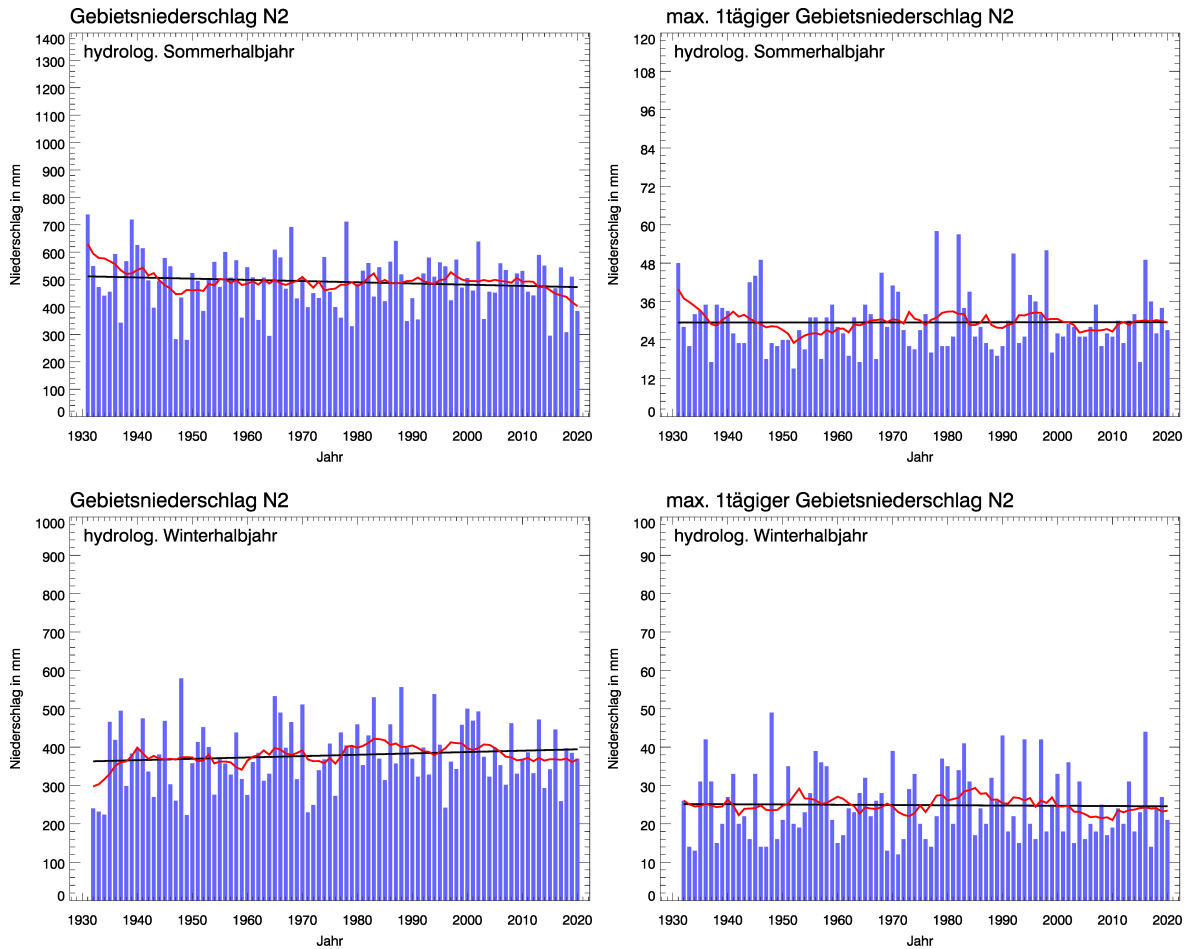 Gebietsniederschlag N2
hydrolog. Sommerhalbjahr
Niederschlag in mm
1400
1300
1200
1100
1000
900
800
700
600
500
400
300
200
100
0
1930 1940 1950 1960 1970 1980 1990 2000 2010 2020
Jahr
max. 1tägiger Gebietsniederschlag N2
hydrolog. Sommerhalbjahr
Niederschlag in mm
120
108
96
84
72
60
48
36
24
12
0
1930 1940 1950 1960 1970 1980 1990 2000 2010 2020
Jahr
Gebietsniederschlag N2
hydrolog. Winterhalbjahr
Niederschlag in mm
1000
900
800
700
600
500
400
300
200
100
0
1930 1940 1950 1960 1970 1980 1990 2000 2010 2020
Jahr
max. 1tägiger Gebietsniederschlag N2
hydrolog. Winterhalbjahr
Niederschlag in mm
100
90
80
70
60
50
40
30
20
10
0
1930 1940 1950 1960 1970 1980 1990 2000 2010 2020
Jahr